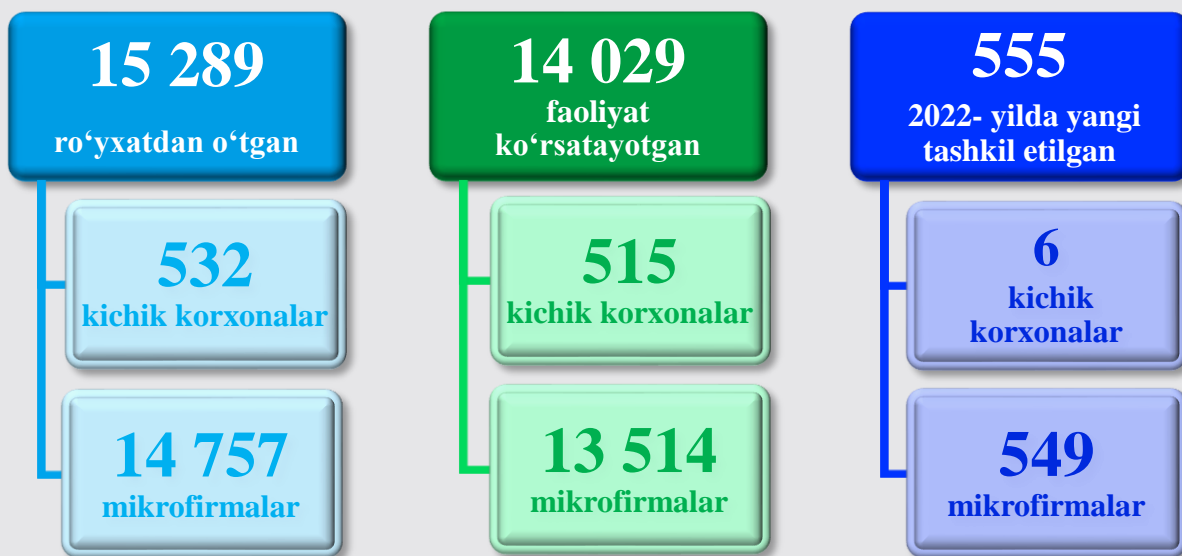 15 289
ro‘yxatdan o‘tgan
532
kichik korxonalar
14 757
mikrofirmalar
14 029
faoliyat
ko‘rsatayotgan
515
kichik korxonalar
13 514
mikrofirmalar
555
2022- yilda yangi
tashkil etilgan
6
kichik
korxonalar
549
mikrofirmalar